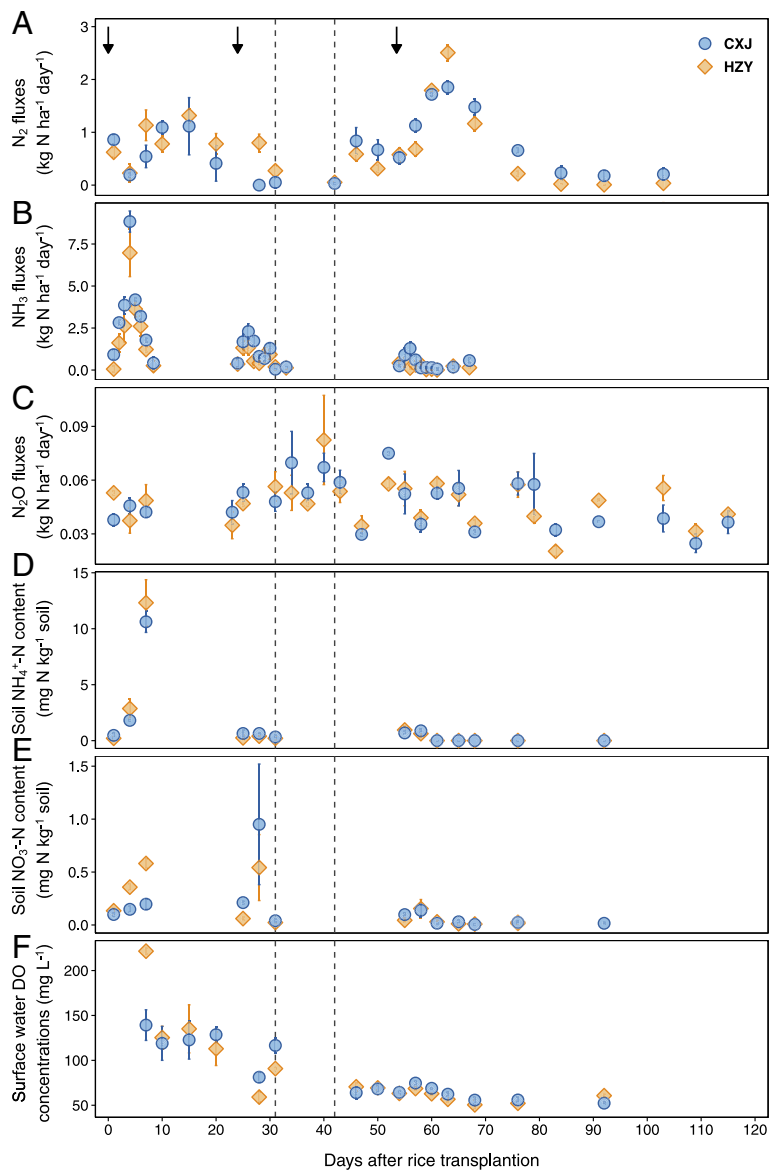 A
N₂ fluxes
(kg N ha⁻¹ day⁻¹)
3
2
1
0
CXJ
HZY
B
NH₃ fluxes
(kg N ha⁻¹ day⁻¹)
7.5
5.0
2.5
0.0
C
N₂O fluxes
(kg N ha⁻¹ day⁻¹)
0.09
0.06
0.03
D
Soil NH₄⁺-N content
(mg N kg⁻¹ soil)
15
10
5
0
E
Soil NO₃⁻-N content
(mg N kg⁻¹ soil)
1.5
1.0
0.5
0.0
F
Surface water DO
concentrations (mg L⁻¹)
200
150
100
50
0 10 20 30 40 50 60 70 80 90 100 110 120
Days after rice transplantion